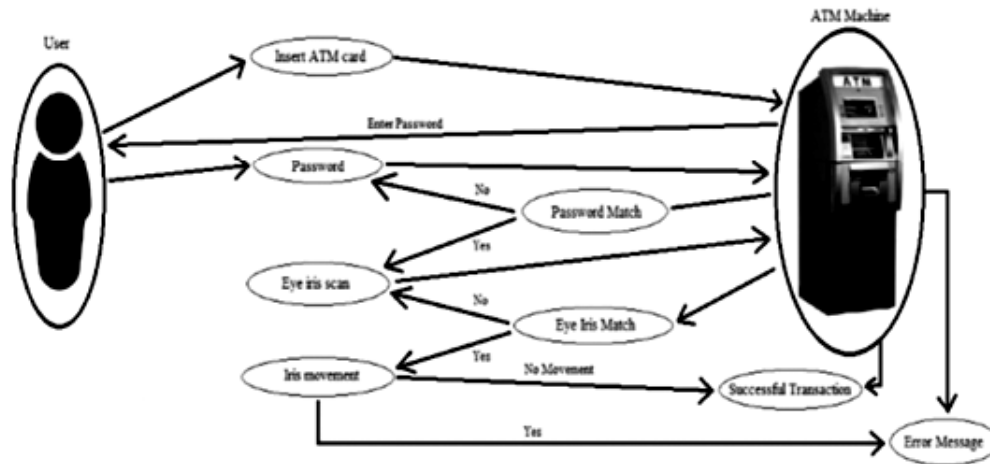 ATM Machine
User
Insert ATM card
ATM
Enter Password
Password
No
Password Match
Yes
Eye iris scan
No
Eye Iris Match
Yes
Iris movement
No Movement
Successful Transaction
Yes
Error Message